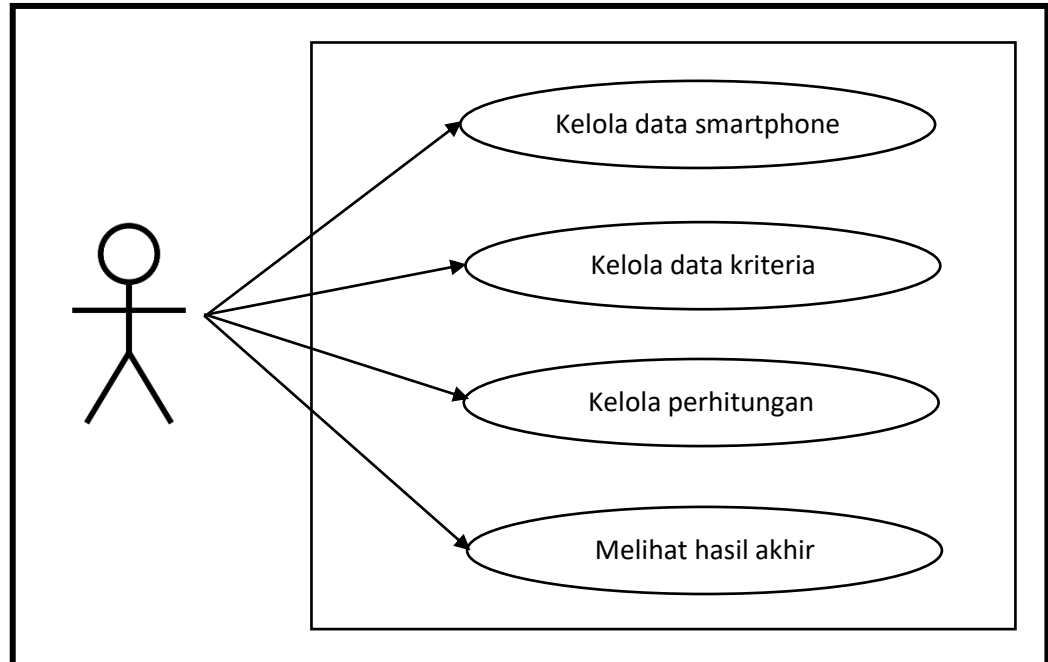 Kelola data smartphone
Kelola data kriteria
Kelola perhitungan
Melihat hasil akhir